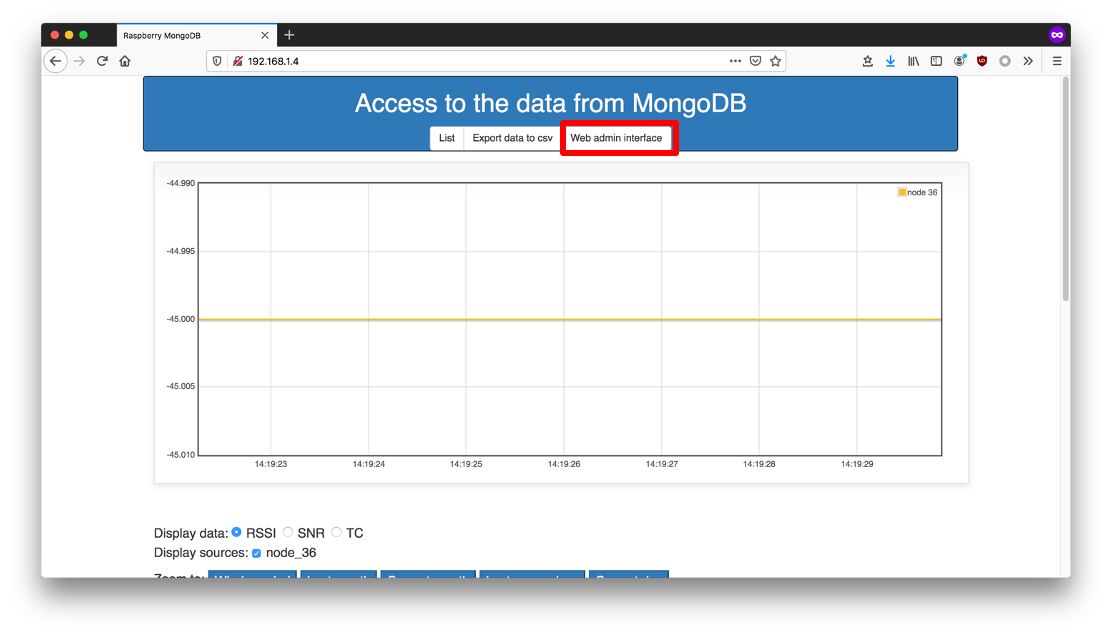 Raspberry MongoDB
192.168.1.4
Access to the data from MongoDB
List Export data to csv Web admin interface
-44.990
node 36
-44.995
-45.000
-45.005
-45.010
14:19:23 14:19:24 14:19:25 14:19:26 14:19:27 14:19:28 14:19:29
Display data: RSSI SNR TC
Display sources: node_36
Zoom to: